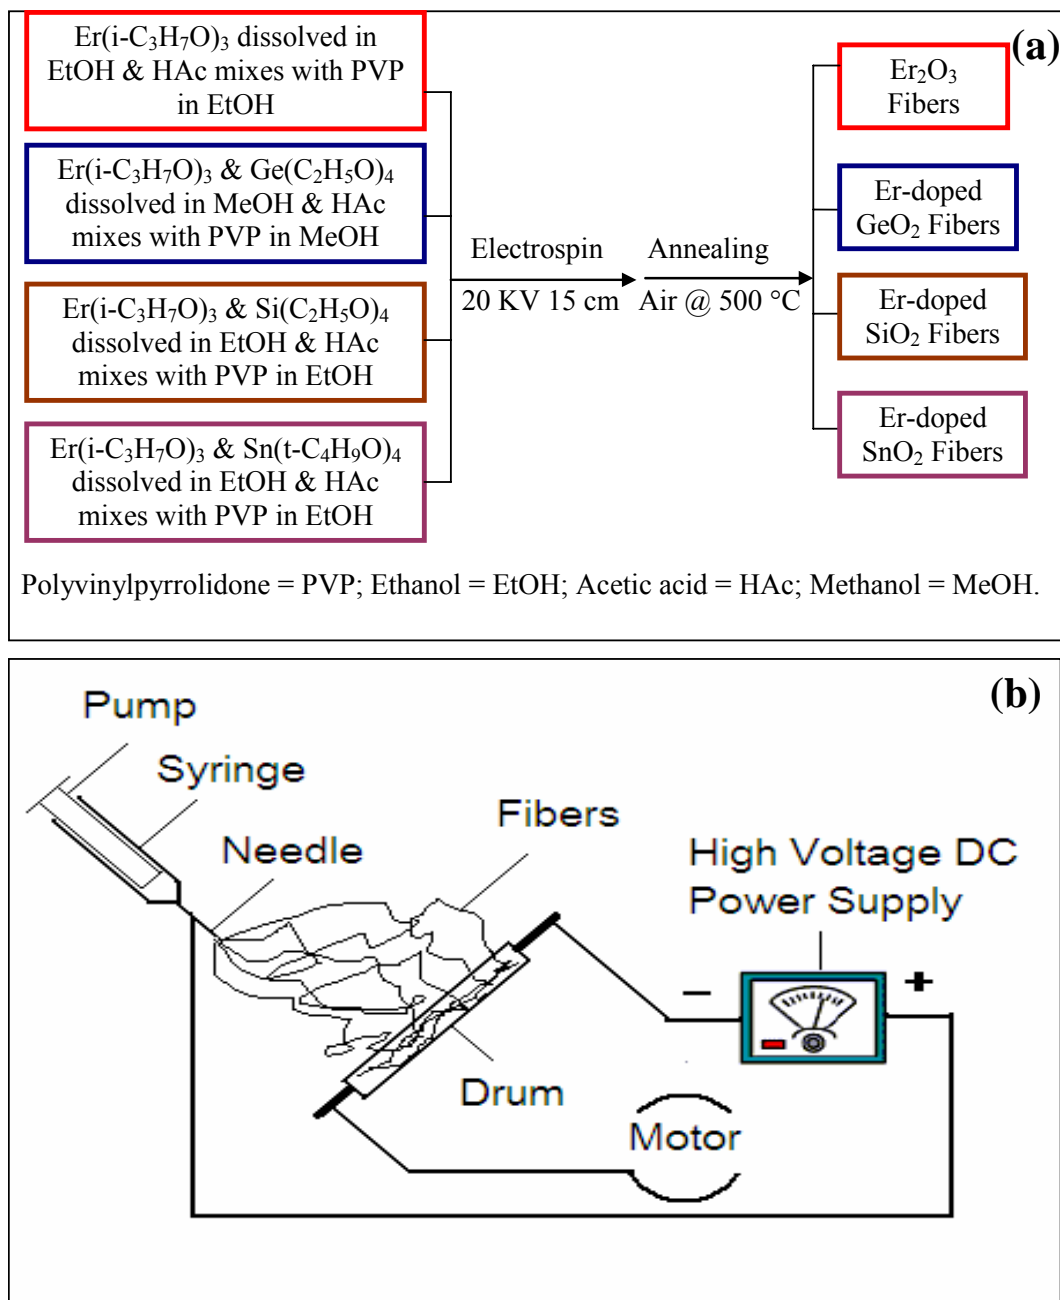 (a)
Er(i-C₃H₇O)₃ dissolved in
EtOH & HAc mixes with PVP
in EtOH
Er(i-C₃H₇O)₃ & Ge(C₂H₅O)₄
dissolved in MeOH & HAc
mixes with PVP in MeOH
Er(i-C₃H₇O)₃ & Si(C₂H₅O)₄
dissolved in EtOH & HAc
mixes with PVP in EtOH
Er(i-C₃H₇O)₃ & Sn(t-C₄H₉O)₄
dissolved in EtOH & HAc
mixes with PVP in EtOH
Electrospin
20 KV 15 cm
Annealing
Air @ 500 °C
Er₂O₃
Fibers
Er-doped
GeO₂ Fibers
Er-doped
SiO₂ Fibers
Er-doped
SnO₂ Fibers
Polyvinylpyrrolidone = PVP; Ethanol = EtOH; Acetic acid = HAc; Methanol = MeOH.
(b)
Pump
Syringe
Needle
Fibers
High Voltage DC
Power Supply
− +
Drum
Motor